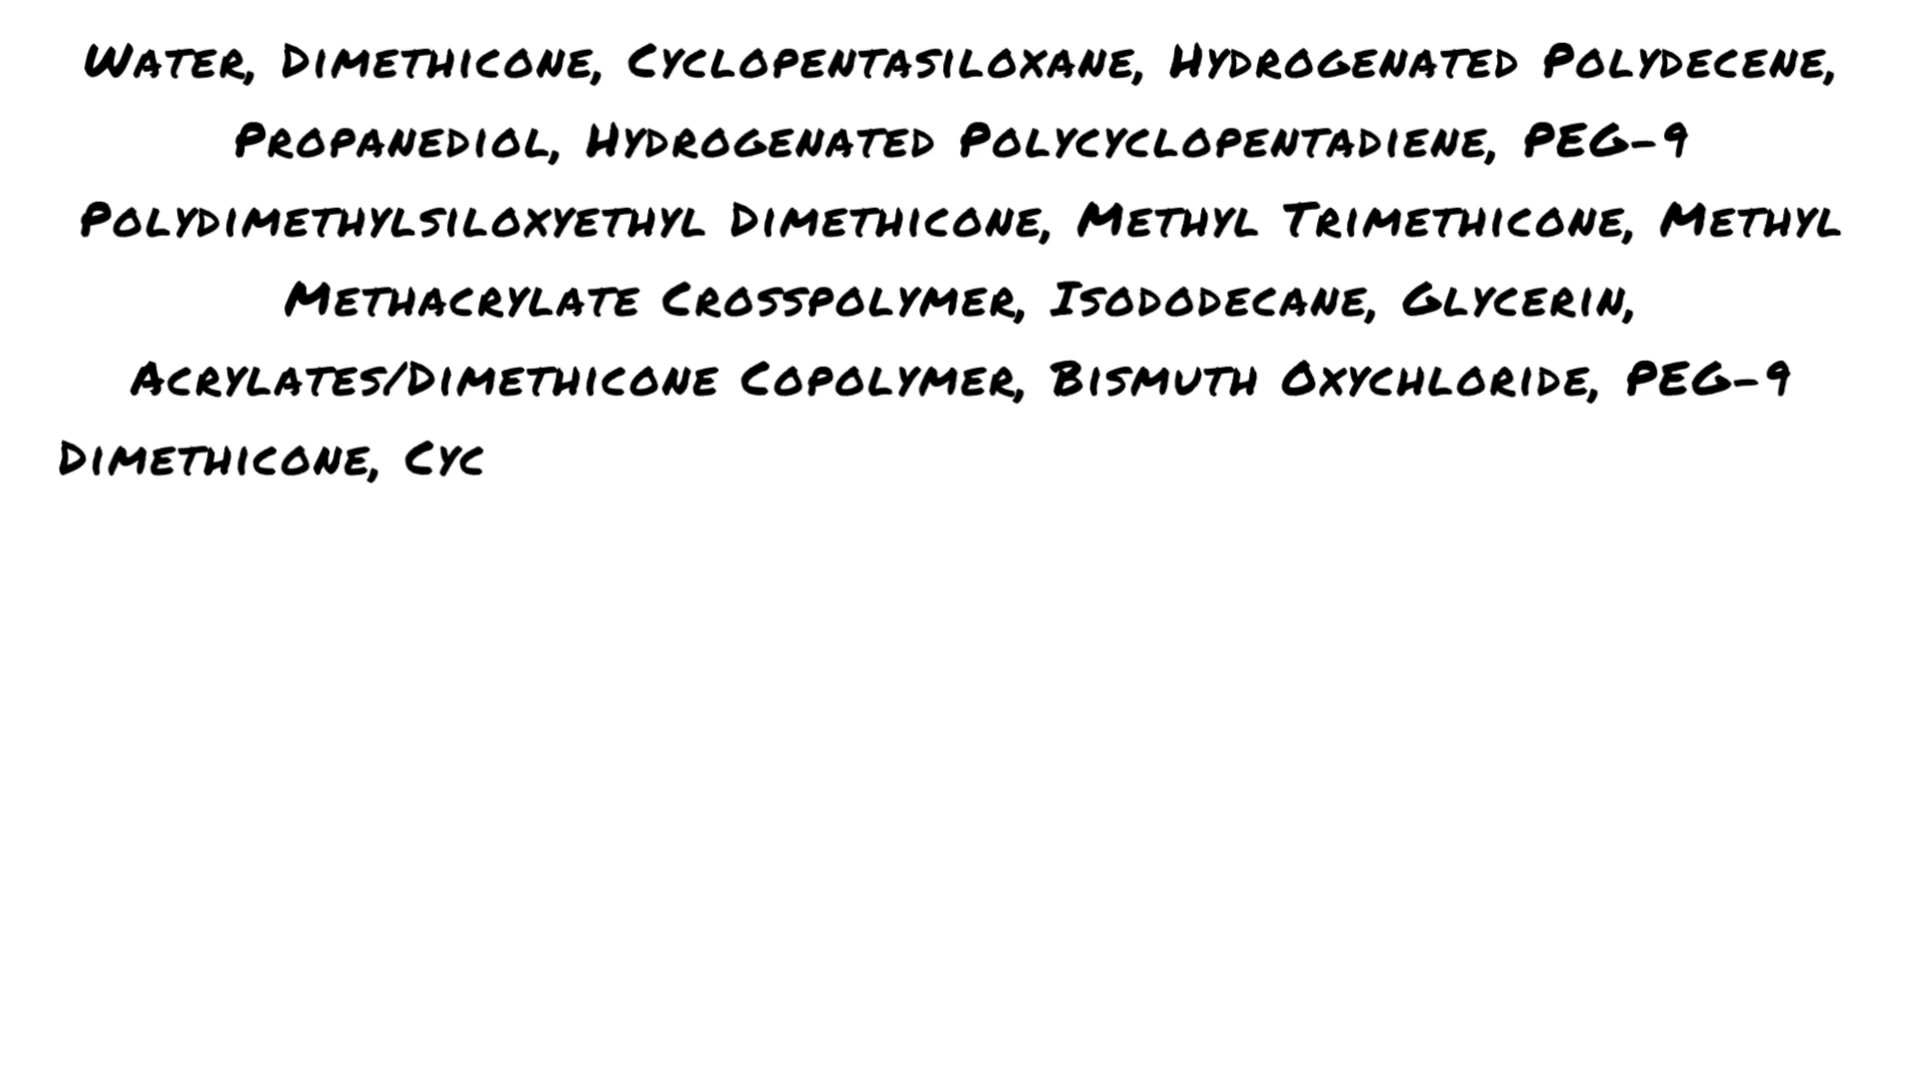 Water, Dimethicone, Cyclopentasiloxane, Hydrogenated Polydecene,
Propanediol, Hydrogenated Polycyclopentadiene, PEG-9
Polydimethylsiloxyethyl Dimethicone, Methyl Trimethicone, Methyl
Methacrylate Crosspolymer, Isododecane, Glycerin,
Acrylates/Dimethicone Copolymer, Bismuth Oxychloride, PEG-9
Dimethicone, Cyc